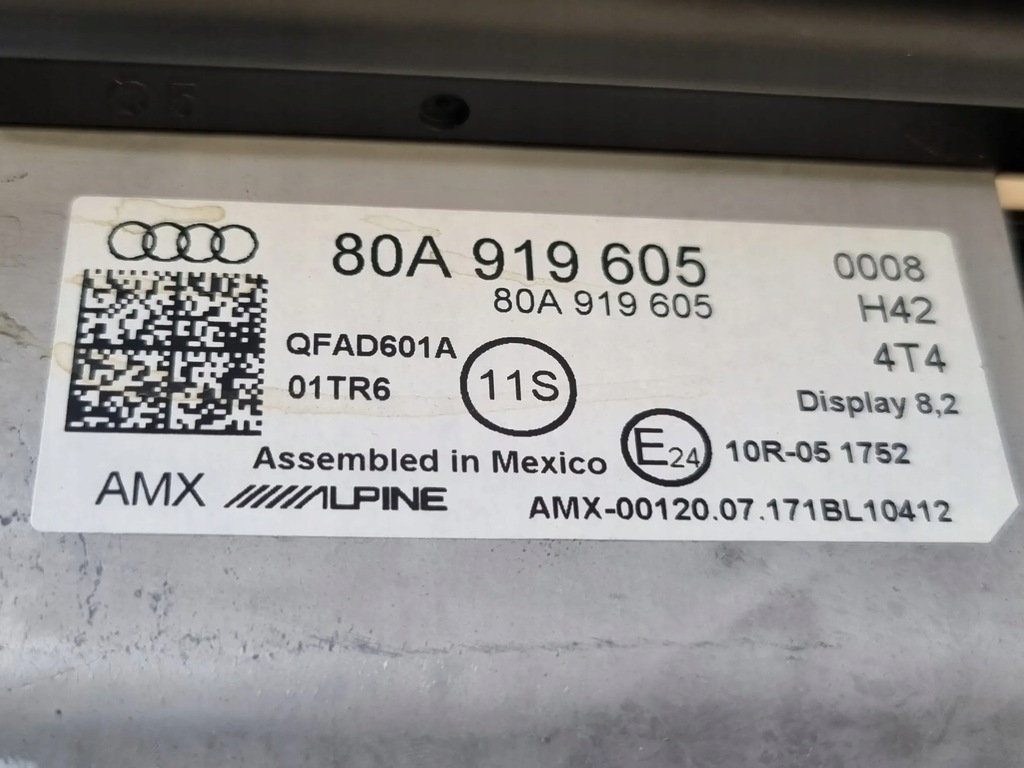 Q5
80A 919 605
0008
80A 919 605
H42
QFAD601A
11S
4T4
01TR6
Display 8,2
Assembled in Mexico
E24
10R-05 1752
AMX
ALPINE
AMX-00120.07.171BL10412